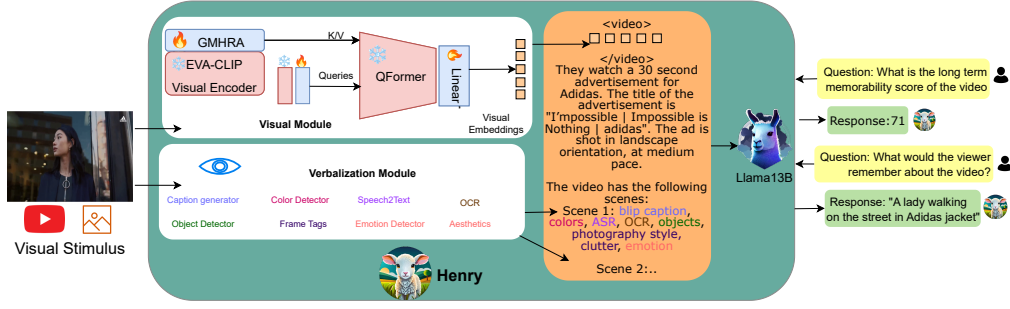 GMHRA
K/V
EVA-CLIP
Visual Encoder
Queries
QFormer
Linear
Visual
Embeddings
Visual Module
Visual Stimulus
Verbalization Module
Caption generator
Color Detector
Speech2Text
OCR
Object Detector
Frame Tags
Emotion Detector
Aesthetics
Henry
<video>
</video>
They watch a 30 second
advertisement for
Adidas. The title of the
advertisement is
"I'mpossible | Impossible is
Nothing | adidas". The ad is
shot in landscape
orientation, at medium
pace.
The video has the following
scenes:
Scene 1: blip caption,
colors, ASR, OCR, objects,
photography style,
clutter, emotion
Scene 2:..
Llama13B
Question: What is the long term
memorability score of the video
Response:71
Question: What would the viewer
remember about the video?
Response: "A lady walking
on the street in Adidas jacket"